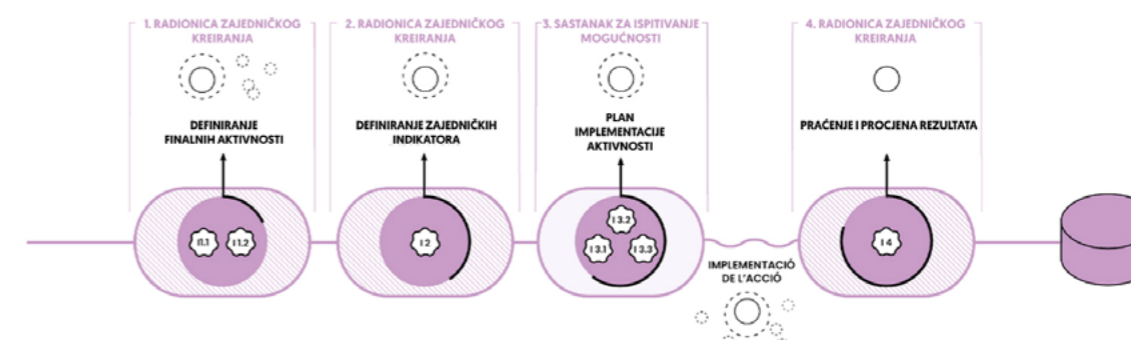 1. RADIONICA ZAJEDNIČKOG
KREIRANJA
2. RADIONICA ZAJEDNIČKOG
KREIRANJA
3. SASTANAK ZA ISPITIVANJE
MOGUĆNOSTI
4. RADIONICA ZAJEDNIČKOG
KREIRANJA
DEFINIRANJE
FINALNIH AKTIVNOSTI
DEFINIRANJE ZAJEDNIČKIH
INDIKATORA
PLAN
IMPLEMENTACIJE
AKTIVNOSTI
PRAĆENJE I PROCJENA REZULTATA
I1.1
I 1.2
I 2
I 3.2
I 3.1
I 3.3
I 4
IMPLEMENTACIÓ
DE L'ACCIÓ